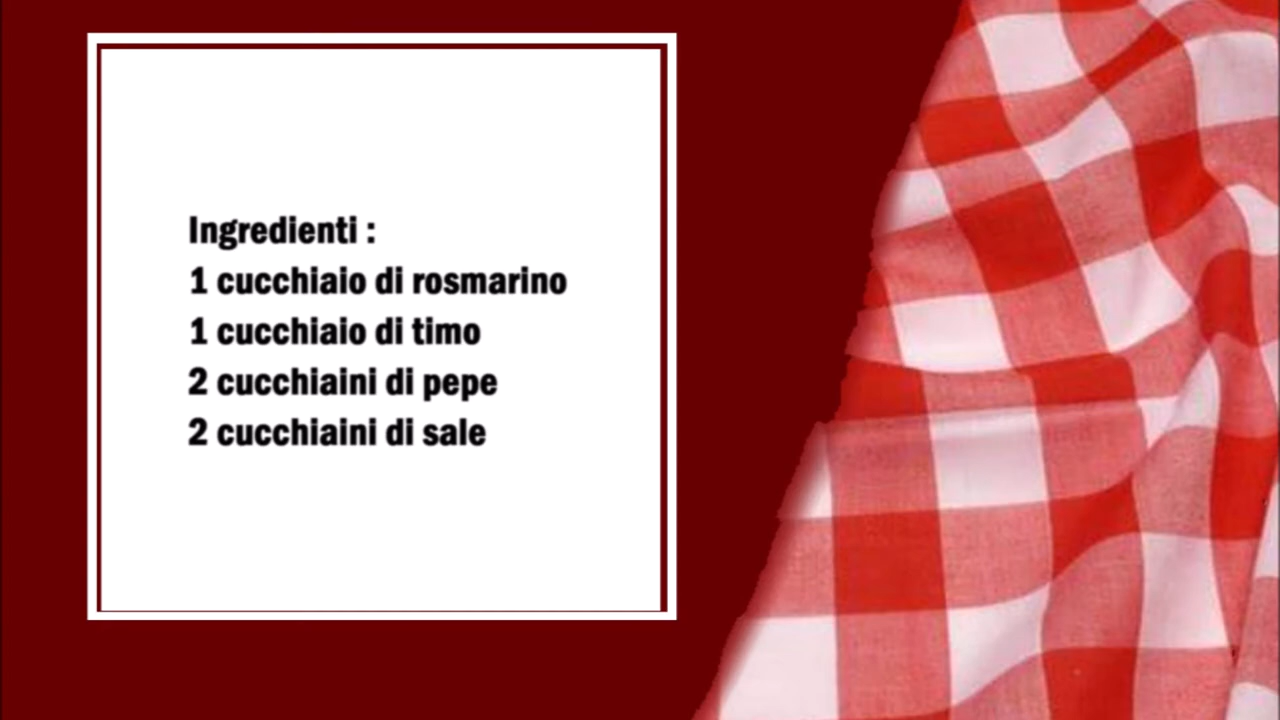 Ingredienti :
1 cucchiaio di rosmarino
1 cucchiaio di timo
2 cucchiaini di pepe
2 cucchiaini di sale